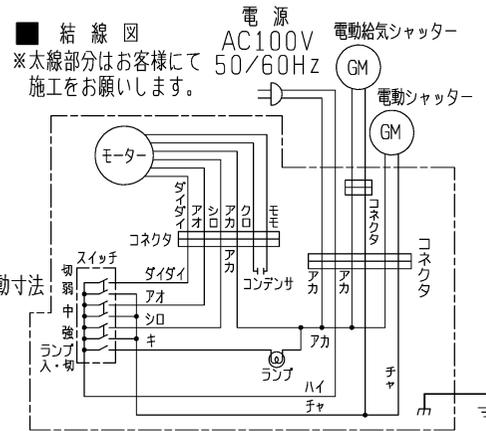 ■ 結線図
※太線部分はお客様にて
施工をお願いします。
電源
AC100V
50/60Hz
電動給気シャッター
GM
電動シャッター
GM
モーター
ダイダイ
アオ
シロ
アカ
クロ
モモ
コネクタ
コネクタ
コネクタ
アカ
アカ
アカ
コンデンサ
動寸法
スイッチ
切
弱
中
強
ランプ
入・切
ダイダイ
アオ
シロ
キ
アカ
ランプ
チャ
ハイ
チャ